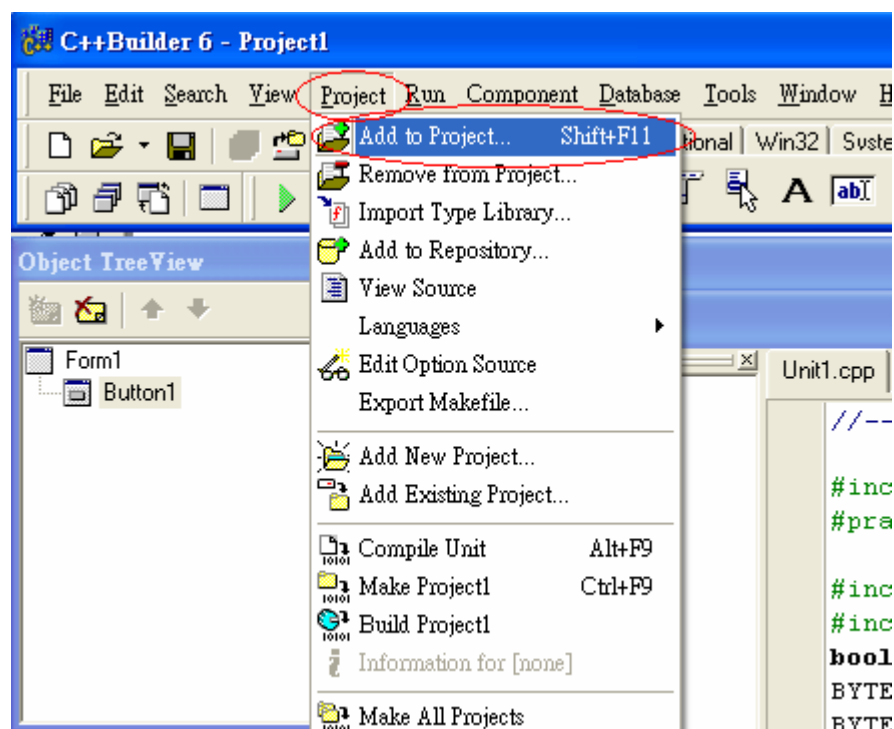 C++Builder 6 - Project1
File Edit Search View Project Run Component Database Tools Window H
Add to Project... Shift+F11
ional Win32 Syste
Remove from Project...
A ab
Import Type Library...
Add to Repository...
Object TreeView
View Source
Languages
Form1
Edit Option Source
Unit1.cpp
Button1
Export Makefile...
//--
Add New Project...
#inc
Add Existing Project...
#pra
Compile Unit Alt+F9
Make Project1 Ctrl+F9
#inc
Build Project1
#inc
Information for [none]
bool
BYTE
Make All Projects
BYTE